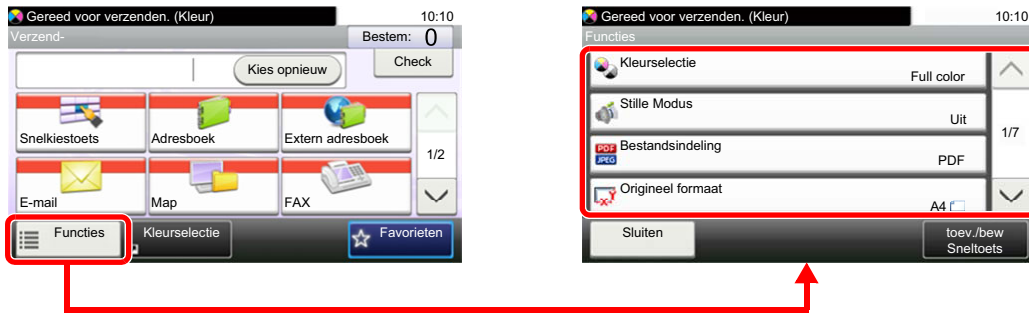 Gereed voor verzenden. (Kleur) 10:10
Verzend- Bestem: 0
Kies opnieuw Check
Snelkiestoets Adresboek Extern adresboek
1/2
E-mail Map FAX
Functies Kleurselectie Favorieten
Gereed voor verzenden. (Kleur) 10:10
Functies
Kleurselectie
Full color
Stille Modus
Uit
1/7
PDF JPEG Bestandsindeling
PDF
Origineel formaat
A4
Sluiten toev./bew
Sneltoets